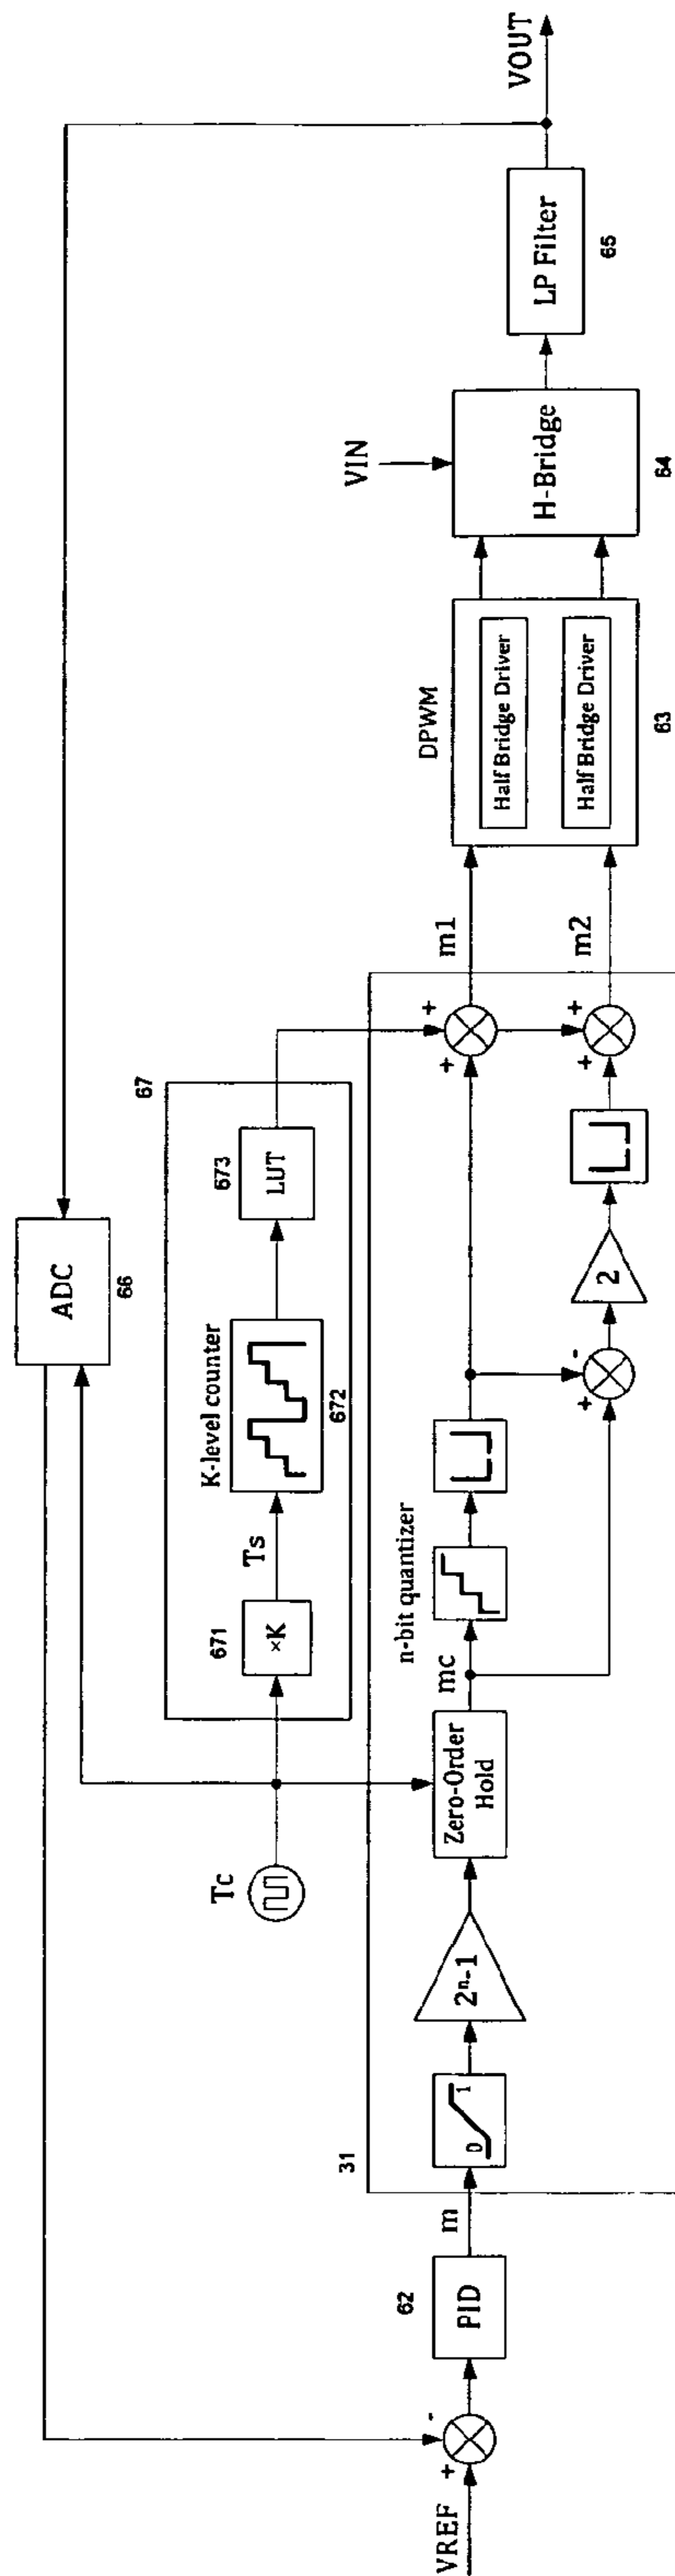 VREF
+
-
62
PID
m
31
0
1
2ⁿ-1
Zero-Order
Hold
mc
n-bit quantizer
+
-
2
+
+
+
+
m1
m2
DPWM
Half Bridge Driver
Half Bridge Driver
63
VIN
H-Bridge
64
LP Filter
65
VOUT
ADC
66
Tc
67
671
×K
Ts
K-level counter
672
673
LUT